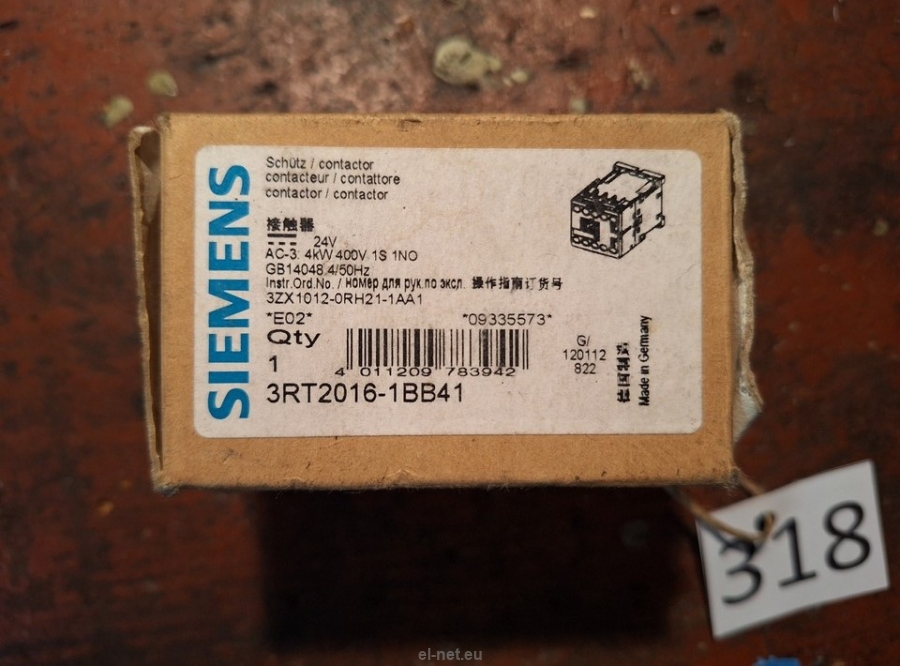 SIEMENS
Schütz / contactor
contacteur / contattore
contactor / contactor
接触器
24V
AC-3: 4kW 400V 1S 1NO
GB14048.4/50Hz
Instr.Ord.No. / номер для рук.по экспл. 操作指南订货号
3ZX1012-0RH21-1AA1
*E02* *09335573*
Qty
1
4 011209 783942
3RT2016-1BB41
G/
120112
822
德国制造
Made in Germany
318
el-net.eu